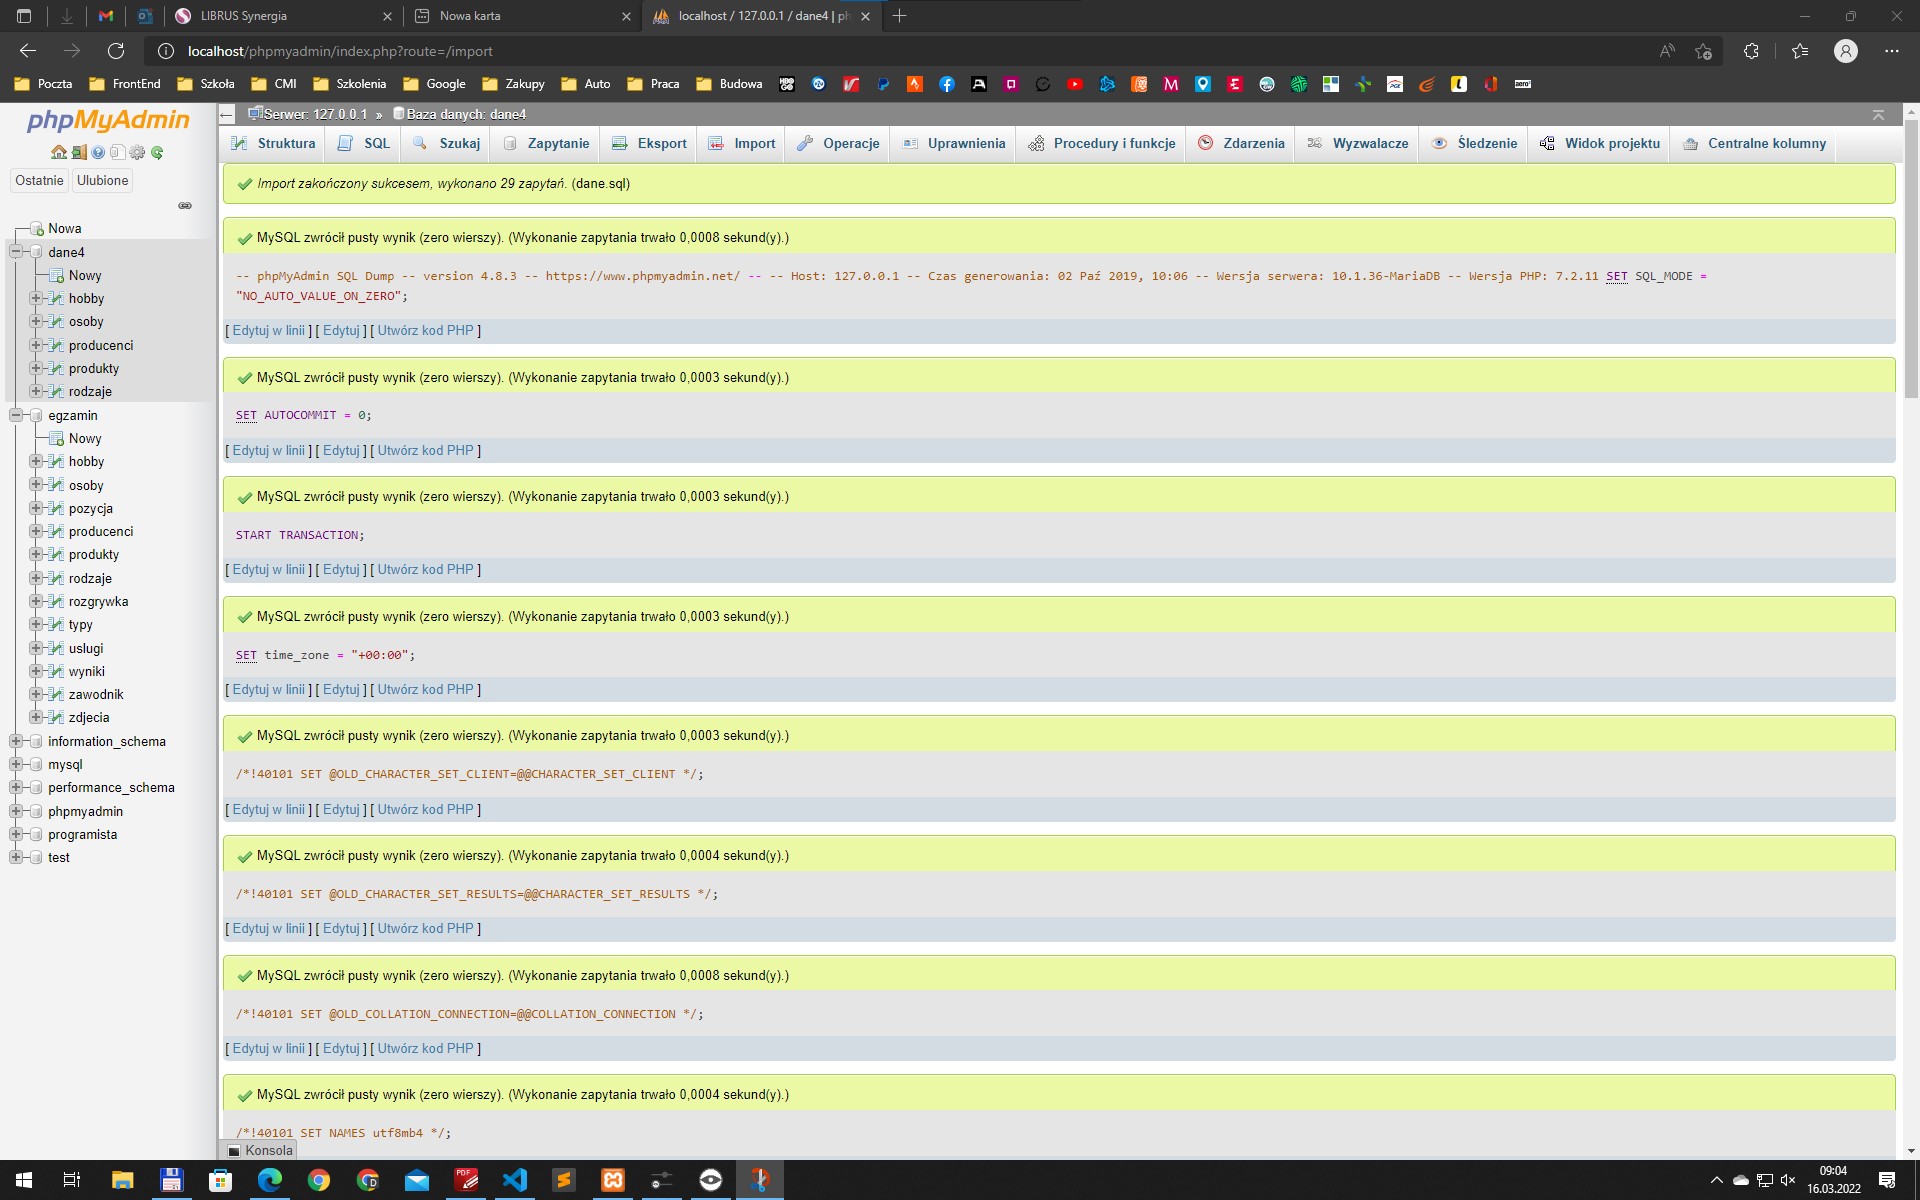 LIBRUS Synergia
Nowa karta
localhost / 127.0.0.1 / dane4 | ph
localhost/phpmyadmin/index.php?route=/import
Poczta FrontEnd Szkoła CMI Szkolenia Google Zakupy Auto Praca Budowa
phpMyAdmin
Ostatnie Ulubione
Nowa
dane4
Nowy
hobby
osoby
producenci
produkty
rodzaje
egzamin
Nowy
hobby
osoby
pozycja
producenci
produkty
rodzaje
rozgrywka
typy
uslugi
wyniki
zawodnik
zdjecia
information_schema
mysql
performance_schema
phpmyadmin
programista
test
Serwer: 127.0.0.1 » Baza danych: dane4
Struktura SQL Szukaj Zapytanie Eksport Import Operacje Uprawnienia Procedury i funkcje Zdarzenia Wyzwalacze Śledzenie Widok projektu Centralne kolumny
Import zakończony sukcesem, wykonano 29 zapytań. (dane.sql)
MySQL zwrócił pusty wynik (zero wierszy). (Wykonanie zapytania trwało 0,0008 sekund(y).)
-- phpMyAdmin SQL Dump -- version 4.8.3 -- https://www.phpmyadmin.net/ -- -- Host: 127.0.0.1 -- Czas generowania: 02 Paź 2019, 10:06 -- Wersja serwera: 10.1.36-MariaDB -- Wersja PHP: 7.2.11 SET SQL_MODE =
"NO_AUTO_VALUE_ON_ZERO";
[ Edytuj w linii ] [ Edytuj ] [ Utwórz kod PHP ]
MySQL zwrócił pusty wynik (zero wierszy). (Wykonanie zapytania trwało 0,0003 sekund(y).)
SET AUTOCOMMIT = 0;
[ Edytuj w linii ] [ Edytuj ] [ Utwórz kod PHP ]
MySQL zwrócił pusty wynik (zero wierszy). (Wykonanie zapytania trwało 0,0003 sekund(y).)
START TRANSACTION;
[ Edytuj w linii ] [ Edytuj ] [ Utwórz kod PHP ]
MySQL zwrócił pusty wynik (zero wierszy). (Wykonanie zapytania trwało 0,0003 sekund(y).)
SET time_zone = "+00:00";
[ Edytuj w linii ] [ Edytuj ] [ Utwórz kod PHP ]
MySQL zwrócił pusty wynik (zero wierszy). (Wykonanie zapytania trwało 0,0003 sekund(y).)
/*!40101 SET @OLD_CHARACTER_SET_CLIENT=@@CHARACTER_SET_CLIENT */;
[ Edytuj w linii ] [ Edytuj ] [ Utwórz kod PHP ]
MySQL zwrócił pusty wynik (zero wierszy). (Wykonanie zapytania trwało 0,0004 sekund(y).)
/*!40101 SET @OLD_CHARACTER_SET_RESULTS=@@CHARACTER_SET_RESULTS */;
[ Edytuj w linii ] [ Edytuj ] [ Utwórz kod PHP ]
MySQL zwrócił pusty wynik (zero wierszy). (Wykonanie zapytania trwało 0,0008 sekund(y).)
/*!40101 SET @OLD_COLLATION_CONNECTION=@@COLLATION_CONNECTION */;
[ Edytuj w linii ] [ Edytuj ] [ Utwórz kod PHP ]
MySQL zwrócił pusty wynik (zero wierszy). (Wykonanie zapytania trwało 0,0004 sekund(y).)
/*!40101 SET NAMES utf8mb4 */;
Konsola
09:04
16.03.2022